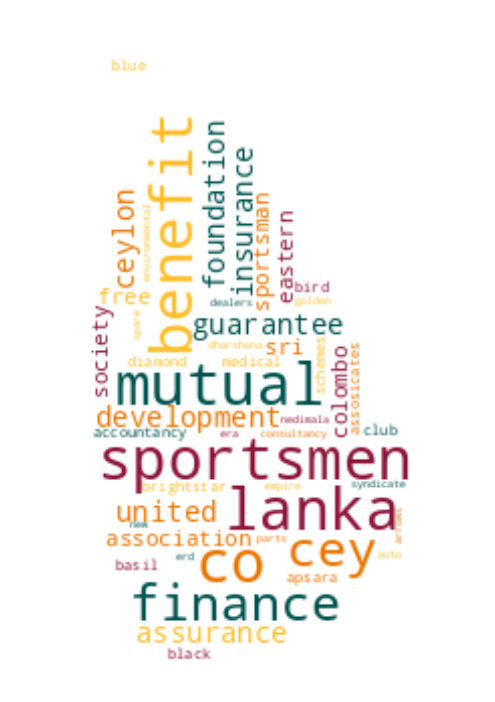 blue
benefit
foundation
insurance
ceylon
environmental
sportsman
eastern
bird
free
dealers
golden
society
spare
guarantee
dharshana
sri
schemes
colombo
assosicates
diamond
medical
mutual
development
nedimala
accountancy
era
consultancy
club
sportsmen
brightstar
empire
syndicate
united
lanka
new
arrows
association
parts
co
cey
erd
auto
basil
apsara
finance
assurance
black